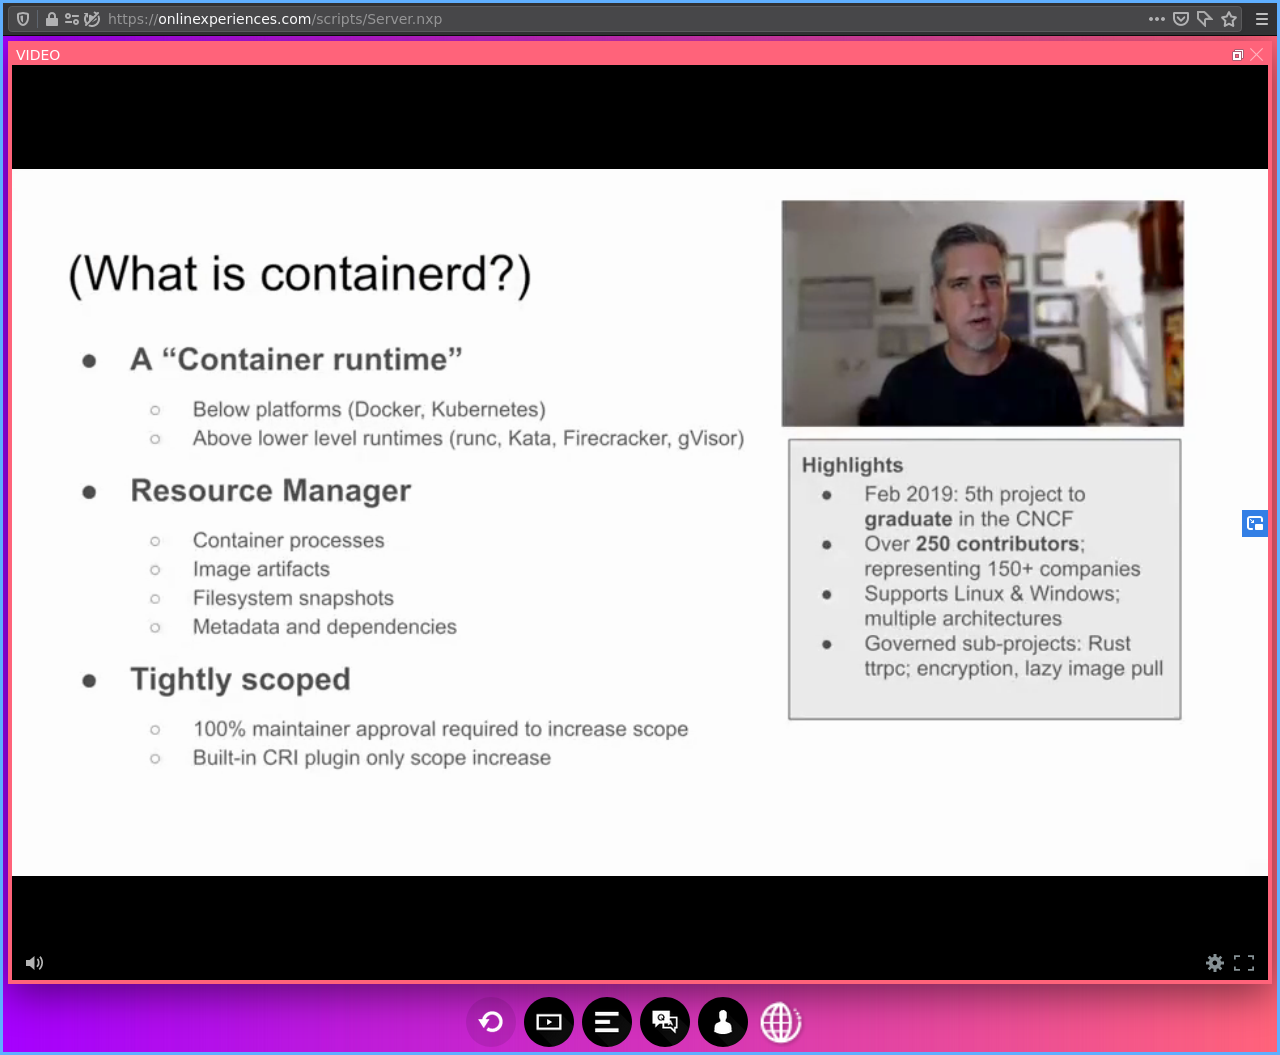 https://onlinexperiences.com/scripts/Server.nxp
VIDEO
(What is containerd?)
● A “Container runtime”
○ Below platforms (Docker, Kubernetes)
○ Above lower level runtimes (runc, Kata, Firecracker, gVisor)
● Resource Manager
○ Container processes
○ Image artifacts
○ Filesystem snapshots
○ Metadata and dependencies
● Tightly scoped
○ 100% maintainer approval required to increase scope
○ Built-in CRI plugin only scope increase
Highlights
● Feb 2019: 5th project to
graduate in the CNCF
● Over 250 contributors;
representing 150+ companies
● Supports Linux & Windows;
multiple architectures
● Governed sub-projects: Rust
ttrpc; encryption, lazy image pull